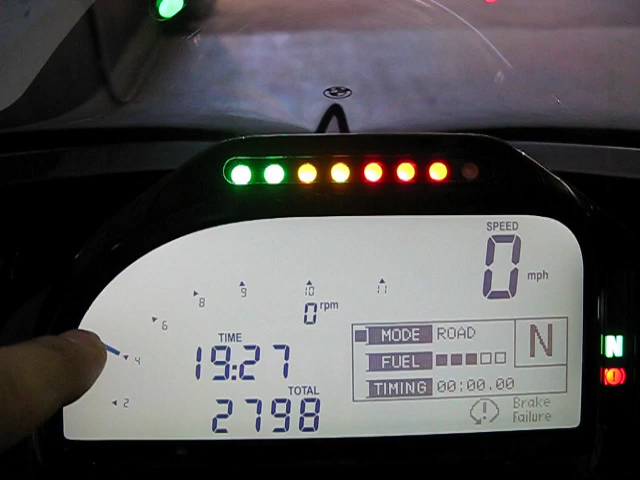 SPEED
0 mph
8 9 10 11
0 rpm
6
MODE ROAD
N
TIME
19:27
4
FUEL
TOTAL
2798
TIMING 00:00.00
2
Brake
Failure
N